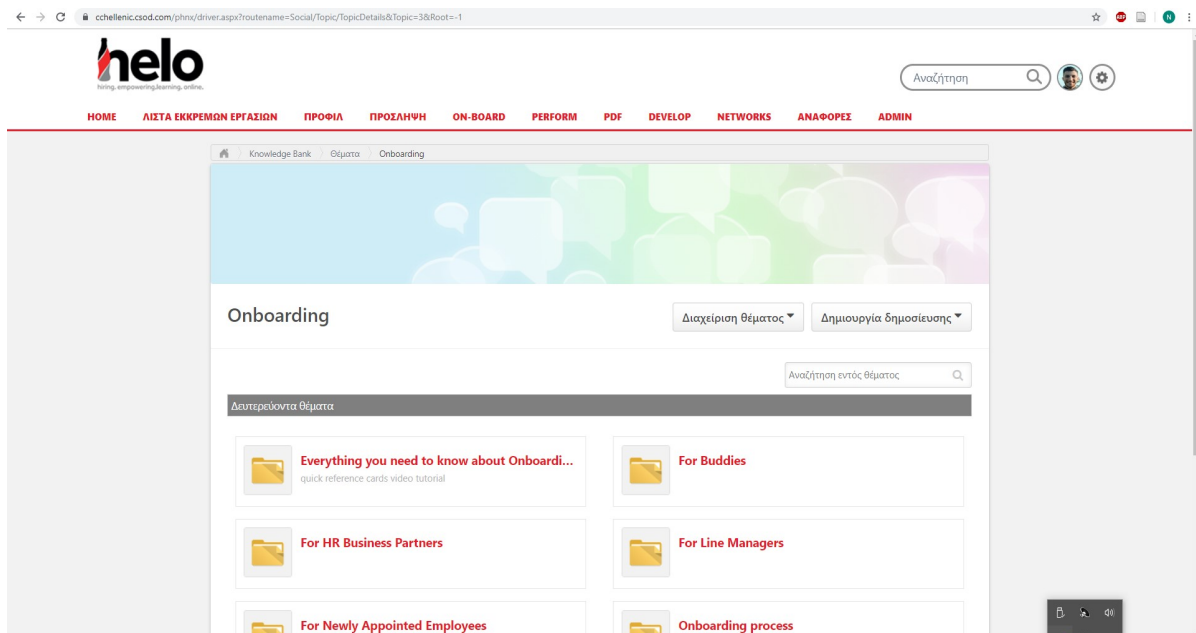 cchellenic.csod.com/phnx/driver.aspx?routename=Social/Topic/TopicDetails&Topic=3&Root=-1
ABP
N
helo
hiring. empowering.learning. online.
Αναζήτηση
HOME ΛΙΣΤΑ ΕΚΚΡΕΜΩΝ ΕΡΓΑΣΙΩΝ ΠΡΟΦΙΛ ΠΡΟΣΛΗΨΗ ON-BOARD PERFORM PDF DEVELOP NETWORKS ΑΝΑΦΟΡΕΣ ADMIN
Knowledge Bank Θέματα Onboarding
Onboarding
Διαχείριση θέματος Δημιουργία δημοσίευσης
Αναζήτηση εντός θέματος
Δευτερεύοντα θέματα
Everything you need to know about Onboardi...
quick reference cards video tutorial
For Buddies
For HR Business Partners
For Line Managers
For Newly Appointed Employees
Onboarding process